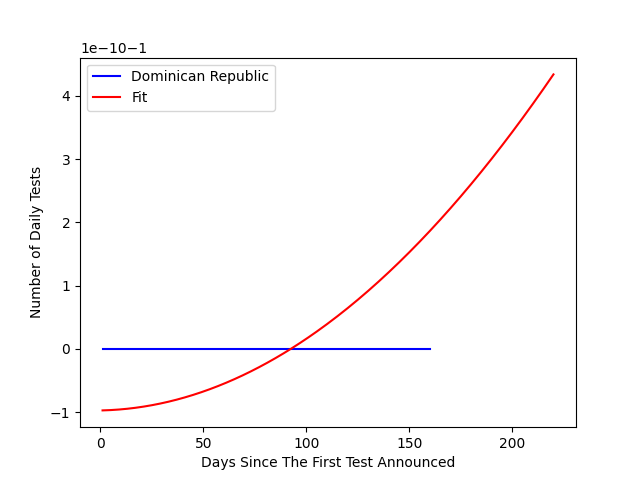 1e−10−1
Dominican Republic
Fit
4
3
2
1
0
−1
0
50
100
150
200
Number of Daily Tests
Days Since The First Test Announced